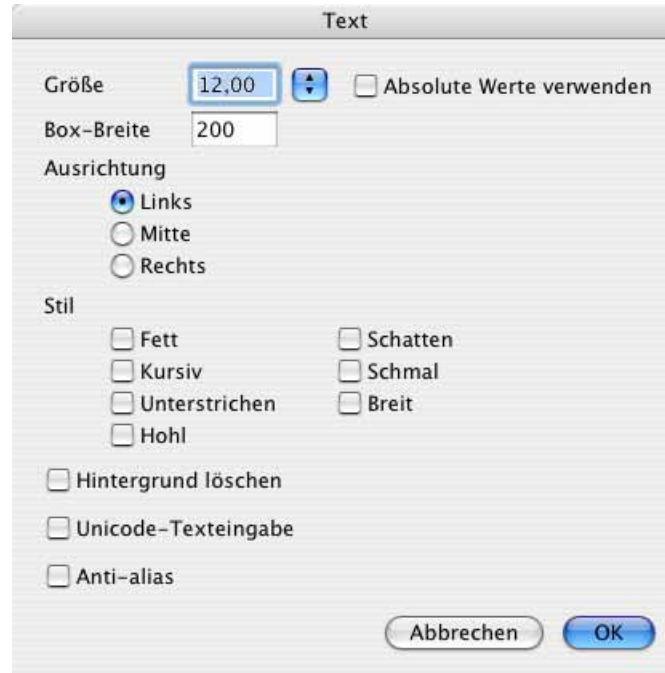 Text
Größe 12,00 Absolute Werte verwenden
Box-Breite 200
Ausrichtung
Links
Mitte
Rechts
Stil
Fett Schatten
Kursiv Schmal
Unterstrichen Breit
Hohl
Hintergrund löschen
Unicode-Texteingabe
Anti-alias
Abbrechen OK